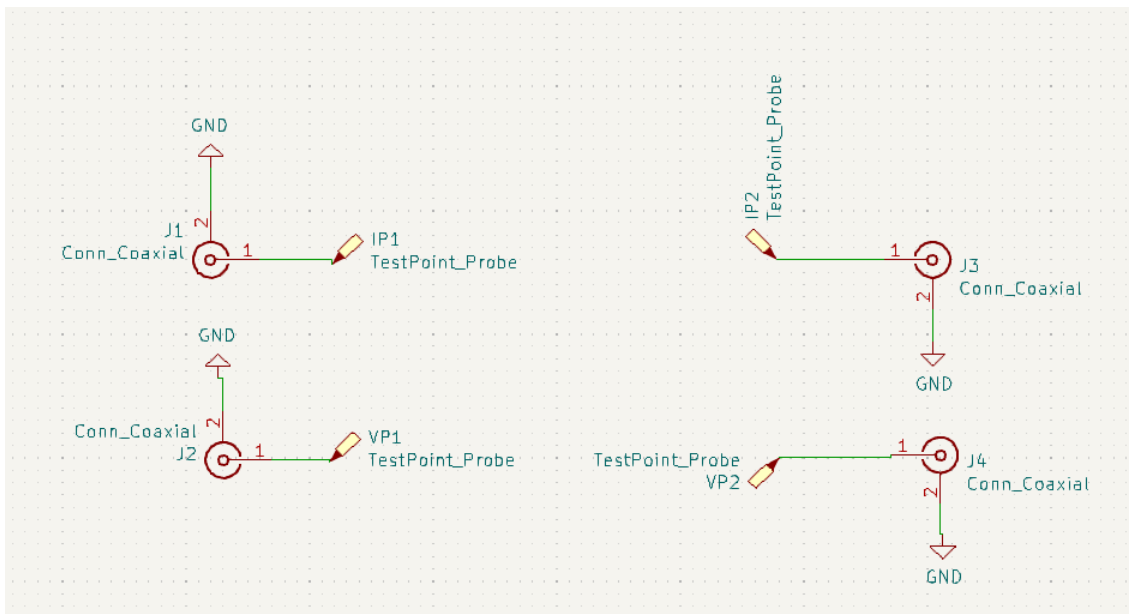 GND
J1
Conn_Coaxial
2
1
IP1
TestPoint_Probe
GND
Conn_Coaxial
J2
2
1
VP1
TestPoint_Probe
IP2
TestPoint_Probe
1
2
J3
Conn_Coaxial
GND
TestPoint_Probe
VP2
1
2
J4
Conn_Coaxial
GND